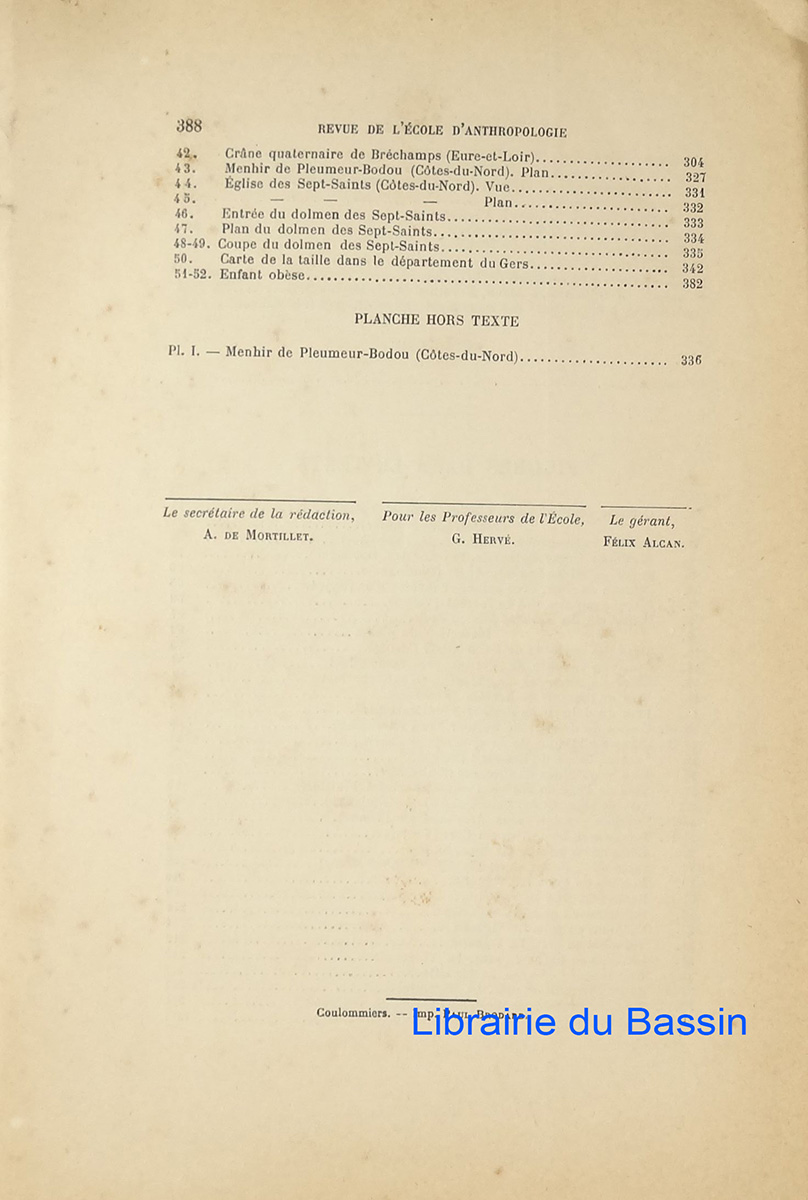 388
REVUE DE L'ÉCOLE D'ANTHROPOLOGIE
42. Crâne quaternaire de Bréchamps (Eure-et-Loir)........................ 304
43. Menhir de Pleumeur-Bodou (Côtes-du-Nord). Plan................... 327
44. Église des Sept-Saints (Côtes-du-Nord). Vue........................ 331
45. — — — Plan........................ 332
46. Entrée du dolmen des Sept-Saints................................ 333
47. Plan du dolmen des Sept-Saints.................................. 334
48-49. Coupe du dolmen des Sept-Saints................................. 335
50. Carte de la taille dans le département du Gers..................... 342
51-52. Enfant obèse.................................................... 382
PLANCHE HORS TEXTE
Pl. I. — Menhir de Pleumeur-Bodou (Côtes-du-Nord)...................... 336
Le secrétaire de la rédaction,
A. DE MORTILLET.
Pour les Professeurs de l'École,
G. HERVÉ.
Le gérant,
FÉLIX ALCAN.
Coulommiers. -- Imp. PAUL BRODARD.
Librairie du Bassin